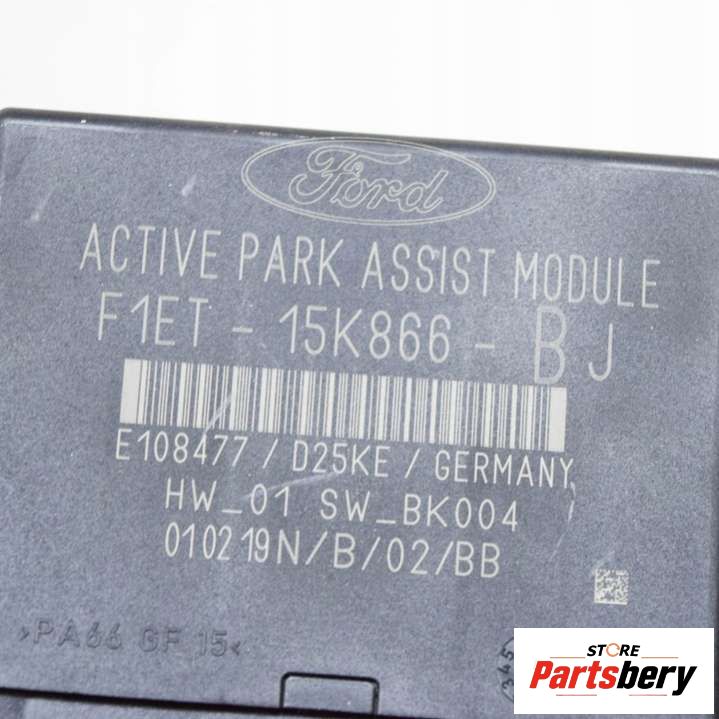 Ford
ACTIVE PARK ASSIST MODULE
F1ET - 15K866 - BJ
E108477 / D25KE / GERMANY
HW_01 SW_BK004
010219N/B/02/BB
>PA66 GF 15<
345
STORE
Partsbery